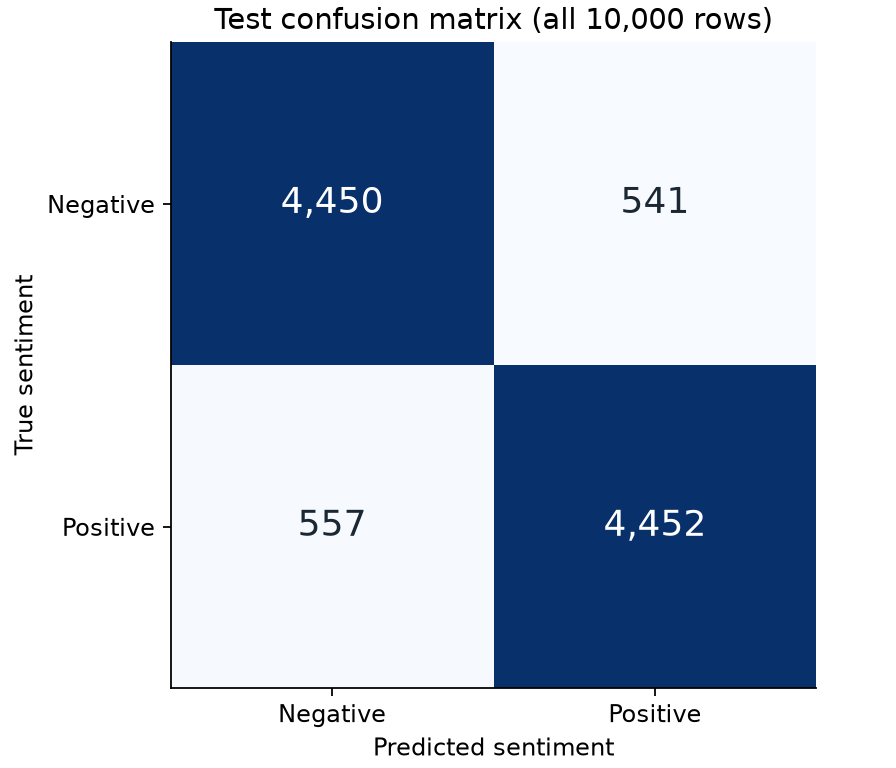 Test confusion matrix (all 10,000 rows)
True sentiment
Negative
4,450
541
Positive
557
4,452
Negative
Positive
Predicted sentiment